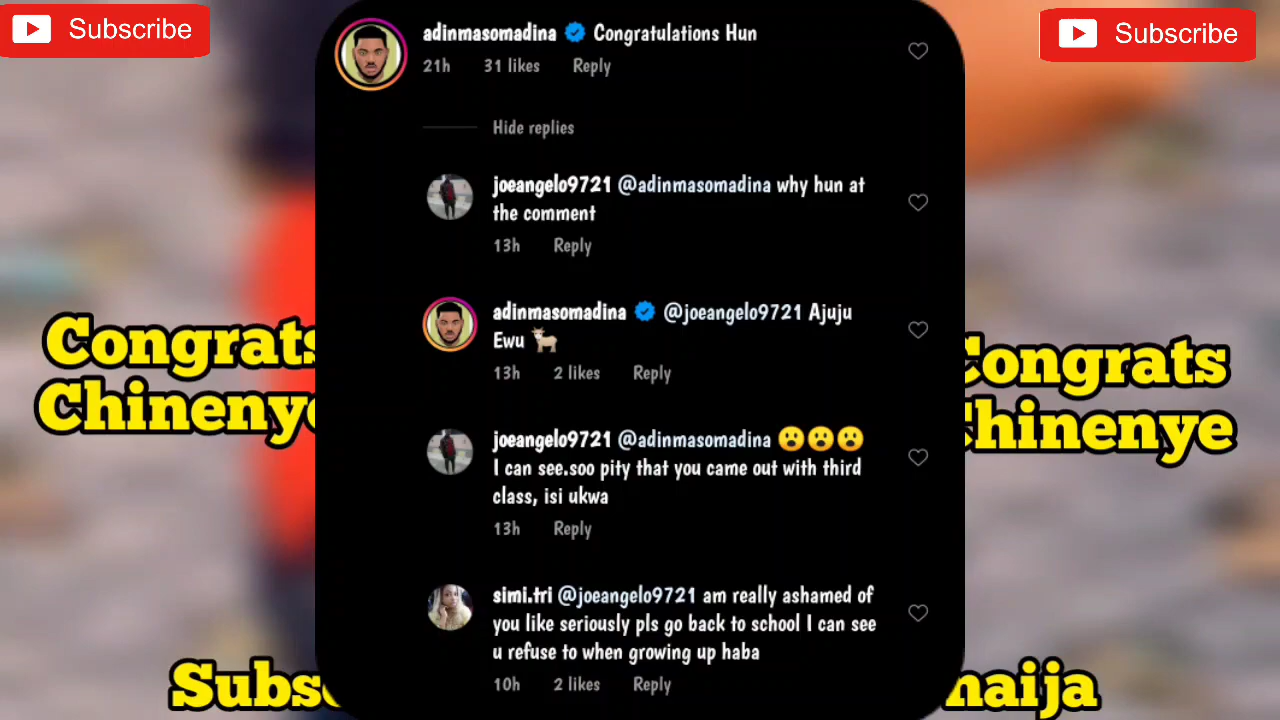 Subscribe
Subscribe
adinmasomadina Congratulations Hun
21h 31 likes Reply
Hide replies
joeangelo9721 @adinmasomadina why hun at
the comment
13h Reply
adinmasomadina @joeangelo9721 Ajuju
Ewu 🐐
13h 2 likes Reply
joeangelo9721 @adinmasomadina 😮😮😮
I can see.soo pity that you came out with third
class, isi ukwa
13h Reply
simi.tri @joeangelo9721 am really ashamed of
you like seriously pls go back to school I can see
u refuse to when growing up haba
10h 2 likes Reply
Congrats
Chinenye
Congrats
Chinenye